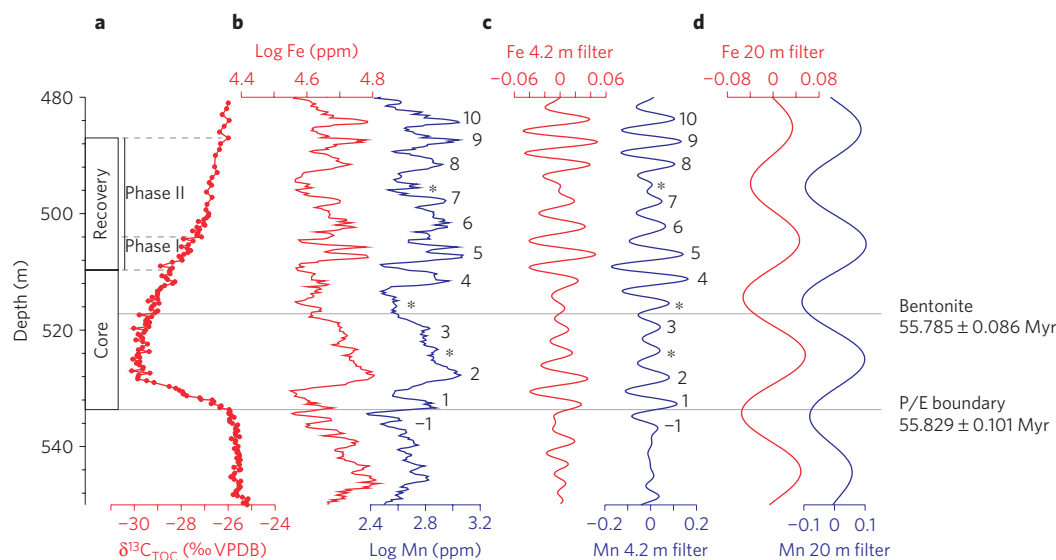 a
b
c
d
Log Fe (ppm)
Fe 4.2 m filter
Fe 20 m filter
4.4
4.6
4.8
−0.06
0
0.06
−0.08
0
0.08
480
500
520
540
Depth (m)
Recovery
Core
Phase II
Phase I
10
9
8
*
7
6
5
4
*
3
*
2
1
−1
10
9
8
*
7
6
5
4
*
3
*
2
1
−1
Bentonite
55.785 ± 0.086 Myr
P/E boundary
55.829 ± 0.101 Myr
−30
−28
−26
−24
2.4
2.8
3.2
−0.2
0
0.2
−0.1
0
0.1
δ¹³C_TOC (‰ VPDB)
Log Mn (ppm)
Mn 4.2 m filter
Mn 20 m filter